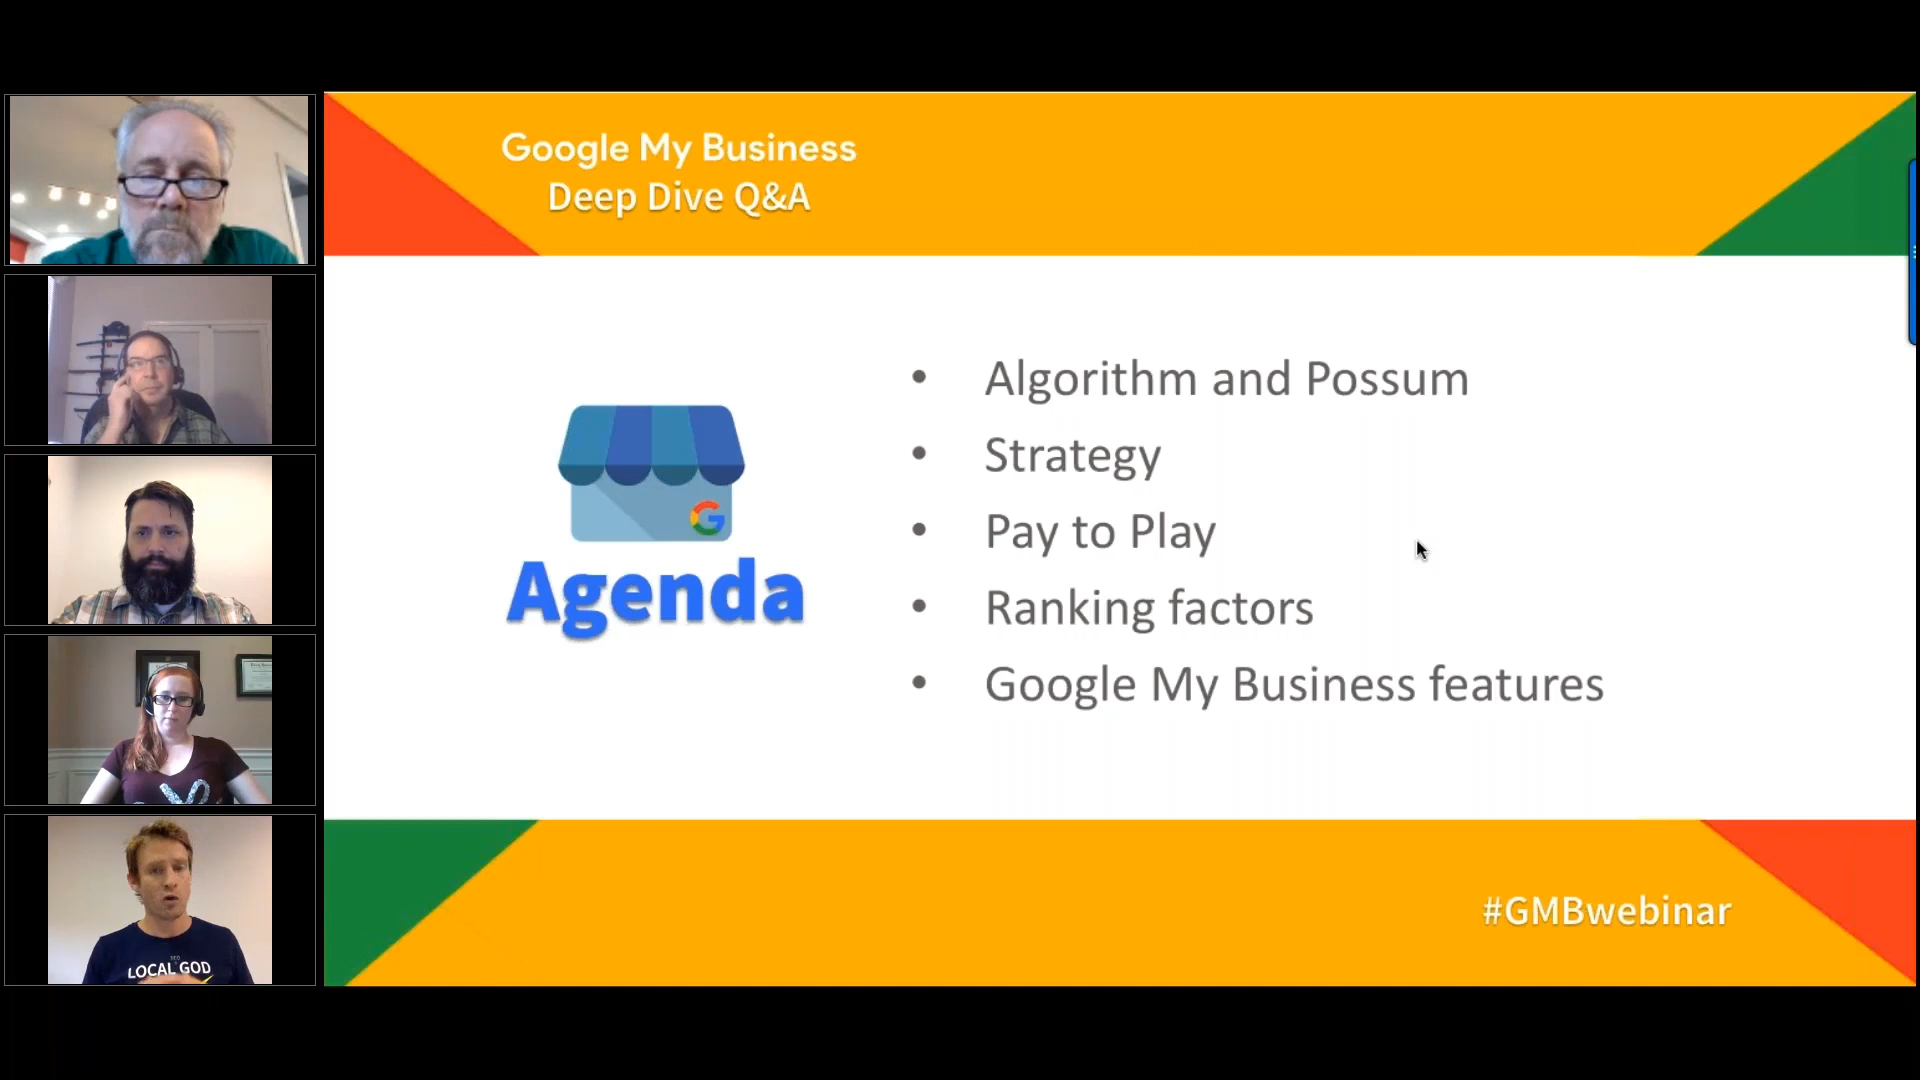 Google My Business
Deep Dive Q&A
Agenda
• Algorithm and Possum
• Strategy
• Pay to Play
• Ranking factors
• Google My Business features
#GMBwebinar
SEO
LOCAL GOD